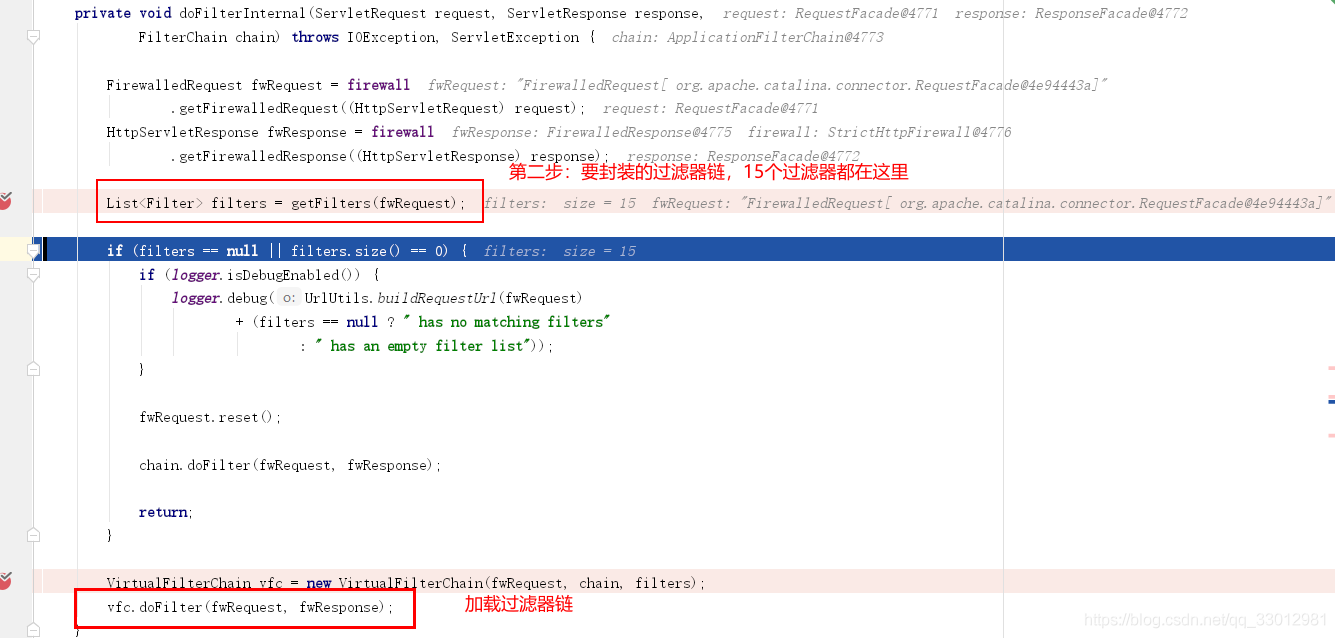 private void doFilterInternal(ServletRequest request, ServletResponse response,  request: RequestFacade@4771  response: ResponseFacade@4772
FilterChain chain) throws IOException, ServletException {  chain: ApplicationFilterChain@4773
FirewalledRequest fwRequest = firewall  fwRequest: "FirewalledRequest[ org.apache.catalina.connector.RequestFacade@4e94443a]"
.getFirewalledRequest((HttpServletRequest) request);  request: RequestFacade@4771
HttpServletResponse fwResponse = firewall  fwResponse: FirewalledResponse@4775  firewall: StrictHttpFirewall@4776
.getFirewalledResponse((HttpServletResponse) response);  response: ResponseFacade@4772
第二步：要封装的过滤器链，15个过滤器都在这里
List<Filter> filters = getFilters(fwRequest);  filters:  size = 15  fwRequest: "FirewalledRequest[ org.apache.catalina.connector.RequestFacade@4e94443a]"
if (filters == null || filters.size() == 0) {  filters:  size = 15
if (logger.isDebugEnabled()) {
logger.debug( o: UrlUtils.buildRequestUrl(fwRequest)
+ (filters == null ? " has no matching filters"
: " has an empty filter list"));
}
fwRequest.reset();
chain.doFilter(fwRequest, fwResponse);
return;
}
VirtualFilterChain vfc = new VirtualFilterChain(fwRequest, chain, filters);
vfc.doFilter(fwRequest, fwResponse);  加载过滤器链
}
https://blog.csdn.net/qq_33012981